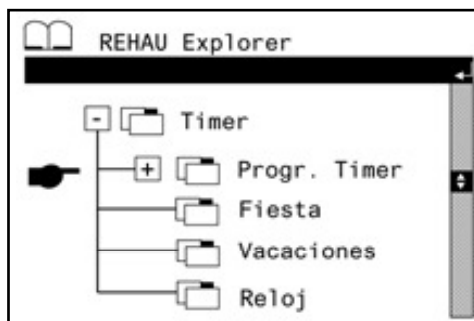 REHAU Explorer
- Timer
+ Progr. Timer
Fiesta
Vacaciones
Reloj